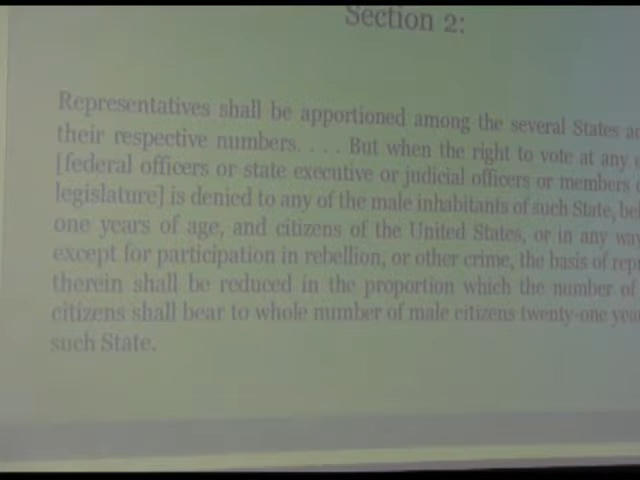 Section 2:
Representatives shall be apportioned among the several States
their respective numbers. . . . But when the right to vote at any
[federal officers or state executive or judicial officers or members
legislature] is denied to any of the male inhabitants of such State,
one years of age, and citizens of the United States, or in any way
except for participation in rebellion, or other crime, the basis of
therein shall be reduced in the proportion which the number of
citizens shall bear to whole number of male citizens twenty-one
such State.